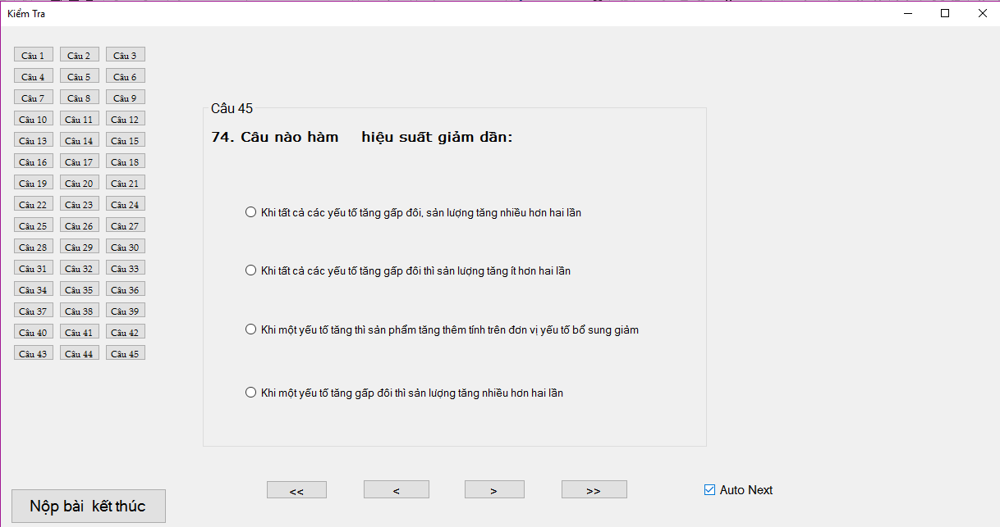 Kiểm Tra
Câu 1 Câu 2 Câu 3
Câu 4 Câu 5 Câu 6
Câu 7 Câu 8 Câu 9
Câu 10 Câu 11 Câu 12
Câu 13 Câu 14 Câu 15
Câu 16 Câu 17 Câu 18
Câu 19 Câu 20 Câu 21
Câu 22 Câu 23 Câu 24
Câu 25 Câu 26 Câu 27
Câu 28 Câu 29 Câu 30
Câu 31 Câu 32 Câu 33
Câu 34 Câu 35 Câu 36
Câu 37 Câu 38 Câu 39
Câu 40 Câu 41 Câu 42
Câu 43 Câu 44 Câu 45
Câu 45
74. Câu nào hàm hiệu suất giảm dần:
Khi tất cả các yếu tố tăng gấp đôi, sản lượng tăng nhiều hơn hai lần
Khi tất cả các yếu tố tăng gấp đôi thì sản lượng tăng ít hơn hai lần
Khi một yếu tố tăng thì sản phẩm tăng thêm tính trên đơn vị yếu tố bổ sung giảm
Khi một yếu tố tăng gấp đôi thì sản lượng tăng nhiều hơn hai lần
<< < > >> Auto Next
Nộp bài kết thúc